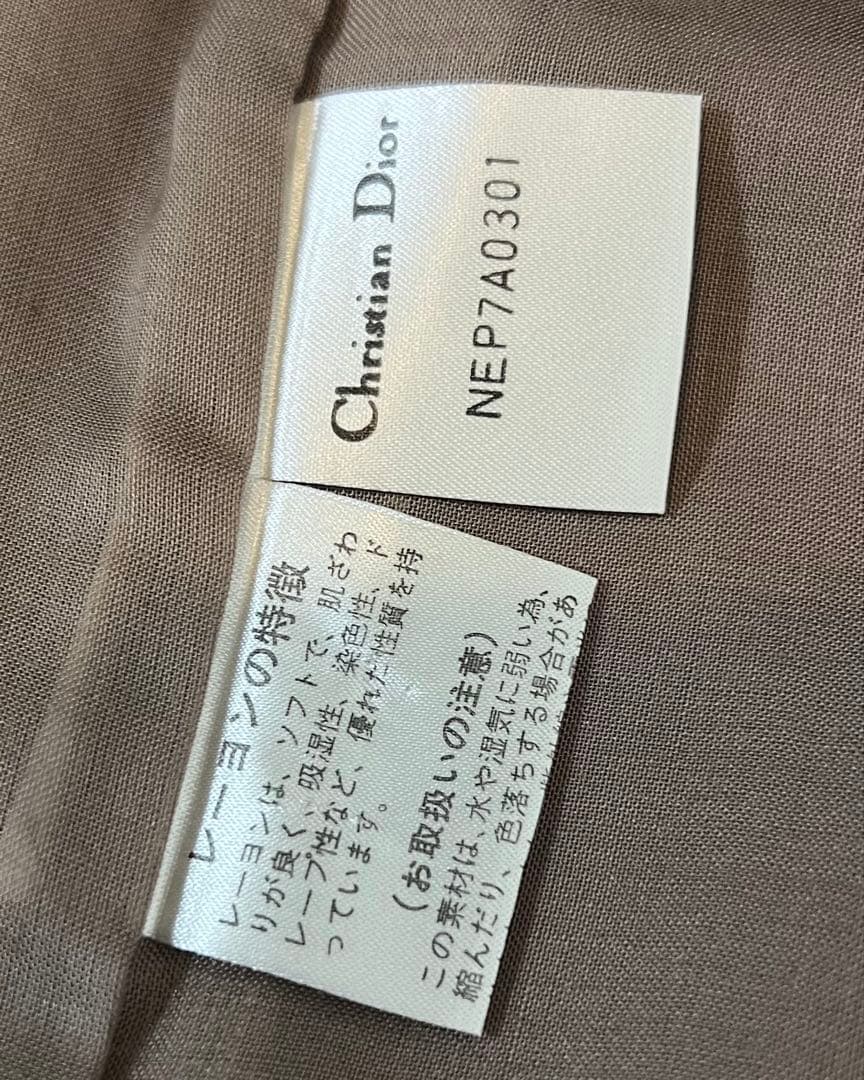 Christian Dior
NEP7A0301
レーヨンの特徴
レーヨンは、ソフトで、肌ざわ
りが良く、吸湿性、染色性、ド
レープ性など、優れた性質を持
っています。
(お取扱いの注意)
この素材は、水や湿気に弱い為、
縮んだり、色落ちする場合があ